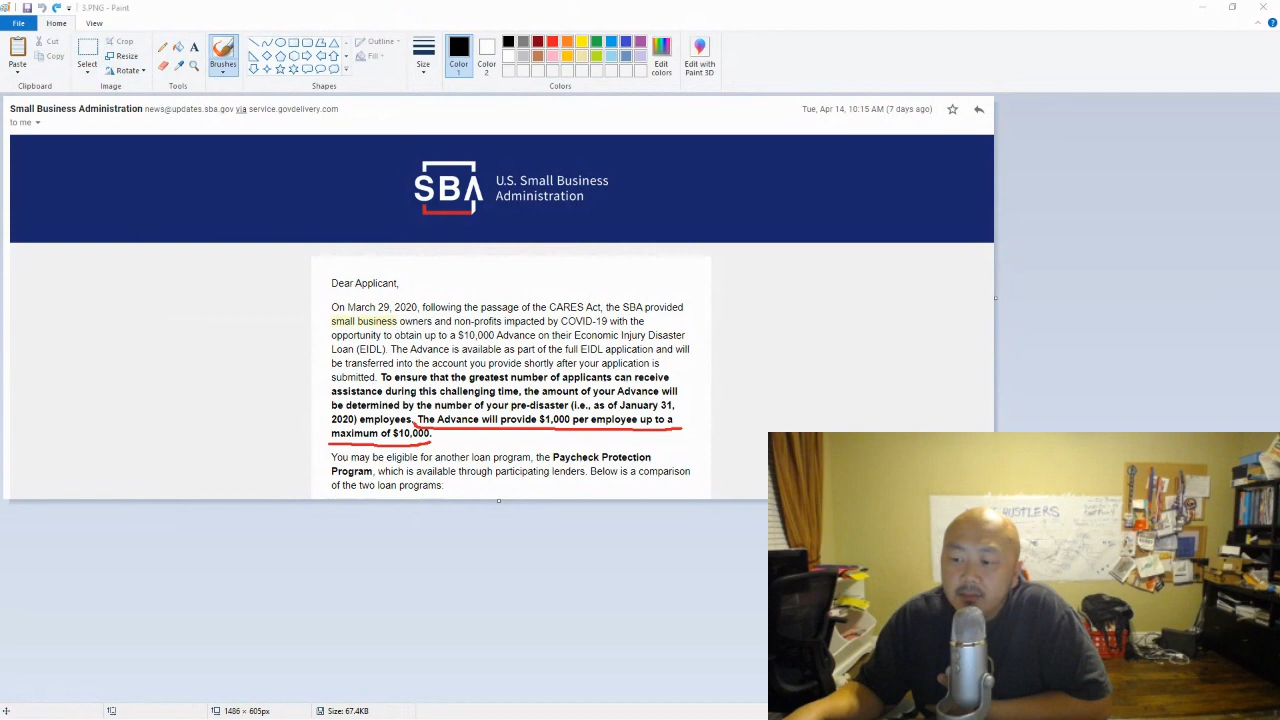 3.PNG - Paint
File
Home
View
Paste
Cut
Copy
Clipboard
Select
Crop
Resize
Rotate
Image
A
Tools
Brushes
Outline
Fill
Shapes
Size
Color
1
Color
2
Edit
colors
Colors
Edit with
Paint 3D
Small Business Administration news@updates.sba.gov via service.govdelivery.com
Tue, Apr 14, 10:15 AM (7 days ago)
to me
SBA
U.S. Small Business
Administration
Dear Applicant,
On March 29, 2020, following the passage of the CARES Act, the SBA provided
small business owners and non-profits impacted by COVID-19 with the
opportunity to obtain up to a $10,000 Advance on their Economic Injury Disaster
Loan (EIDL). The Advance is available as part of the full EIDL application and will
be transferred into the account you provide shortly after your application is
submitted. To ensure that the greatest number of applicants can receive
assistance during this challenging time, the amount of your Advance will
be determined by the number of your pre-disaster (i.e., as of January 31,
2020) employees. The Advance will provide $1,000 per employee up to a
maximum of $10,000.
You may be eligible for another loan program, the Paycheck Protection
Program, which is available through participating lenders. Below is a comparison
of the two loan programs:
HUSTLERS
1486 × 605px
Size: 67.4KB